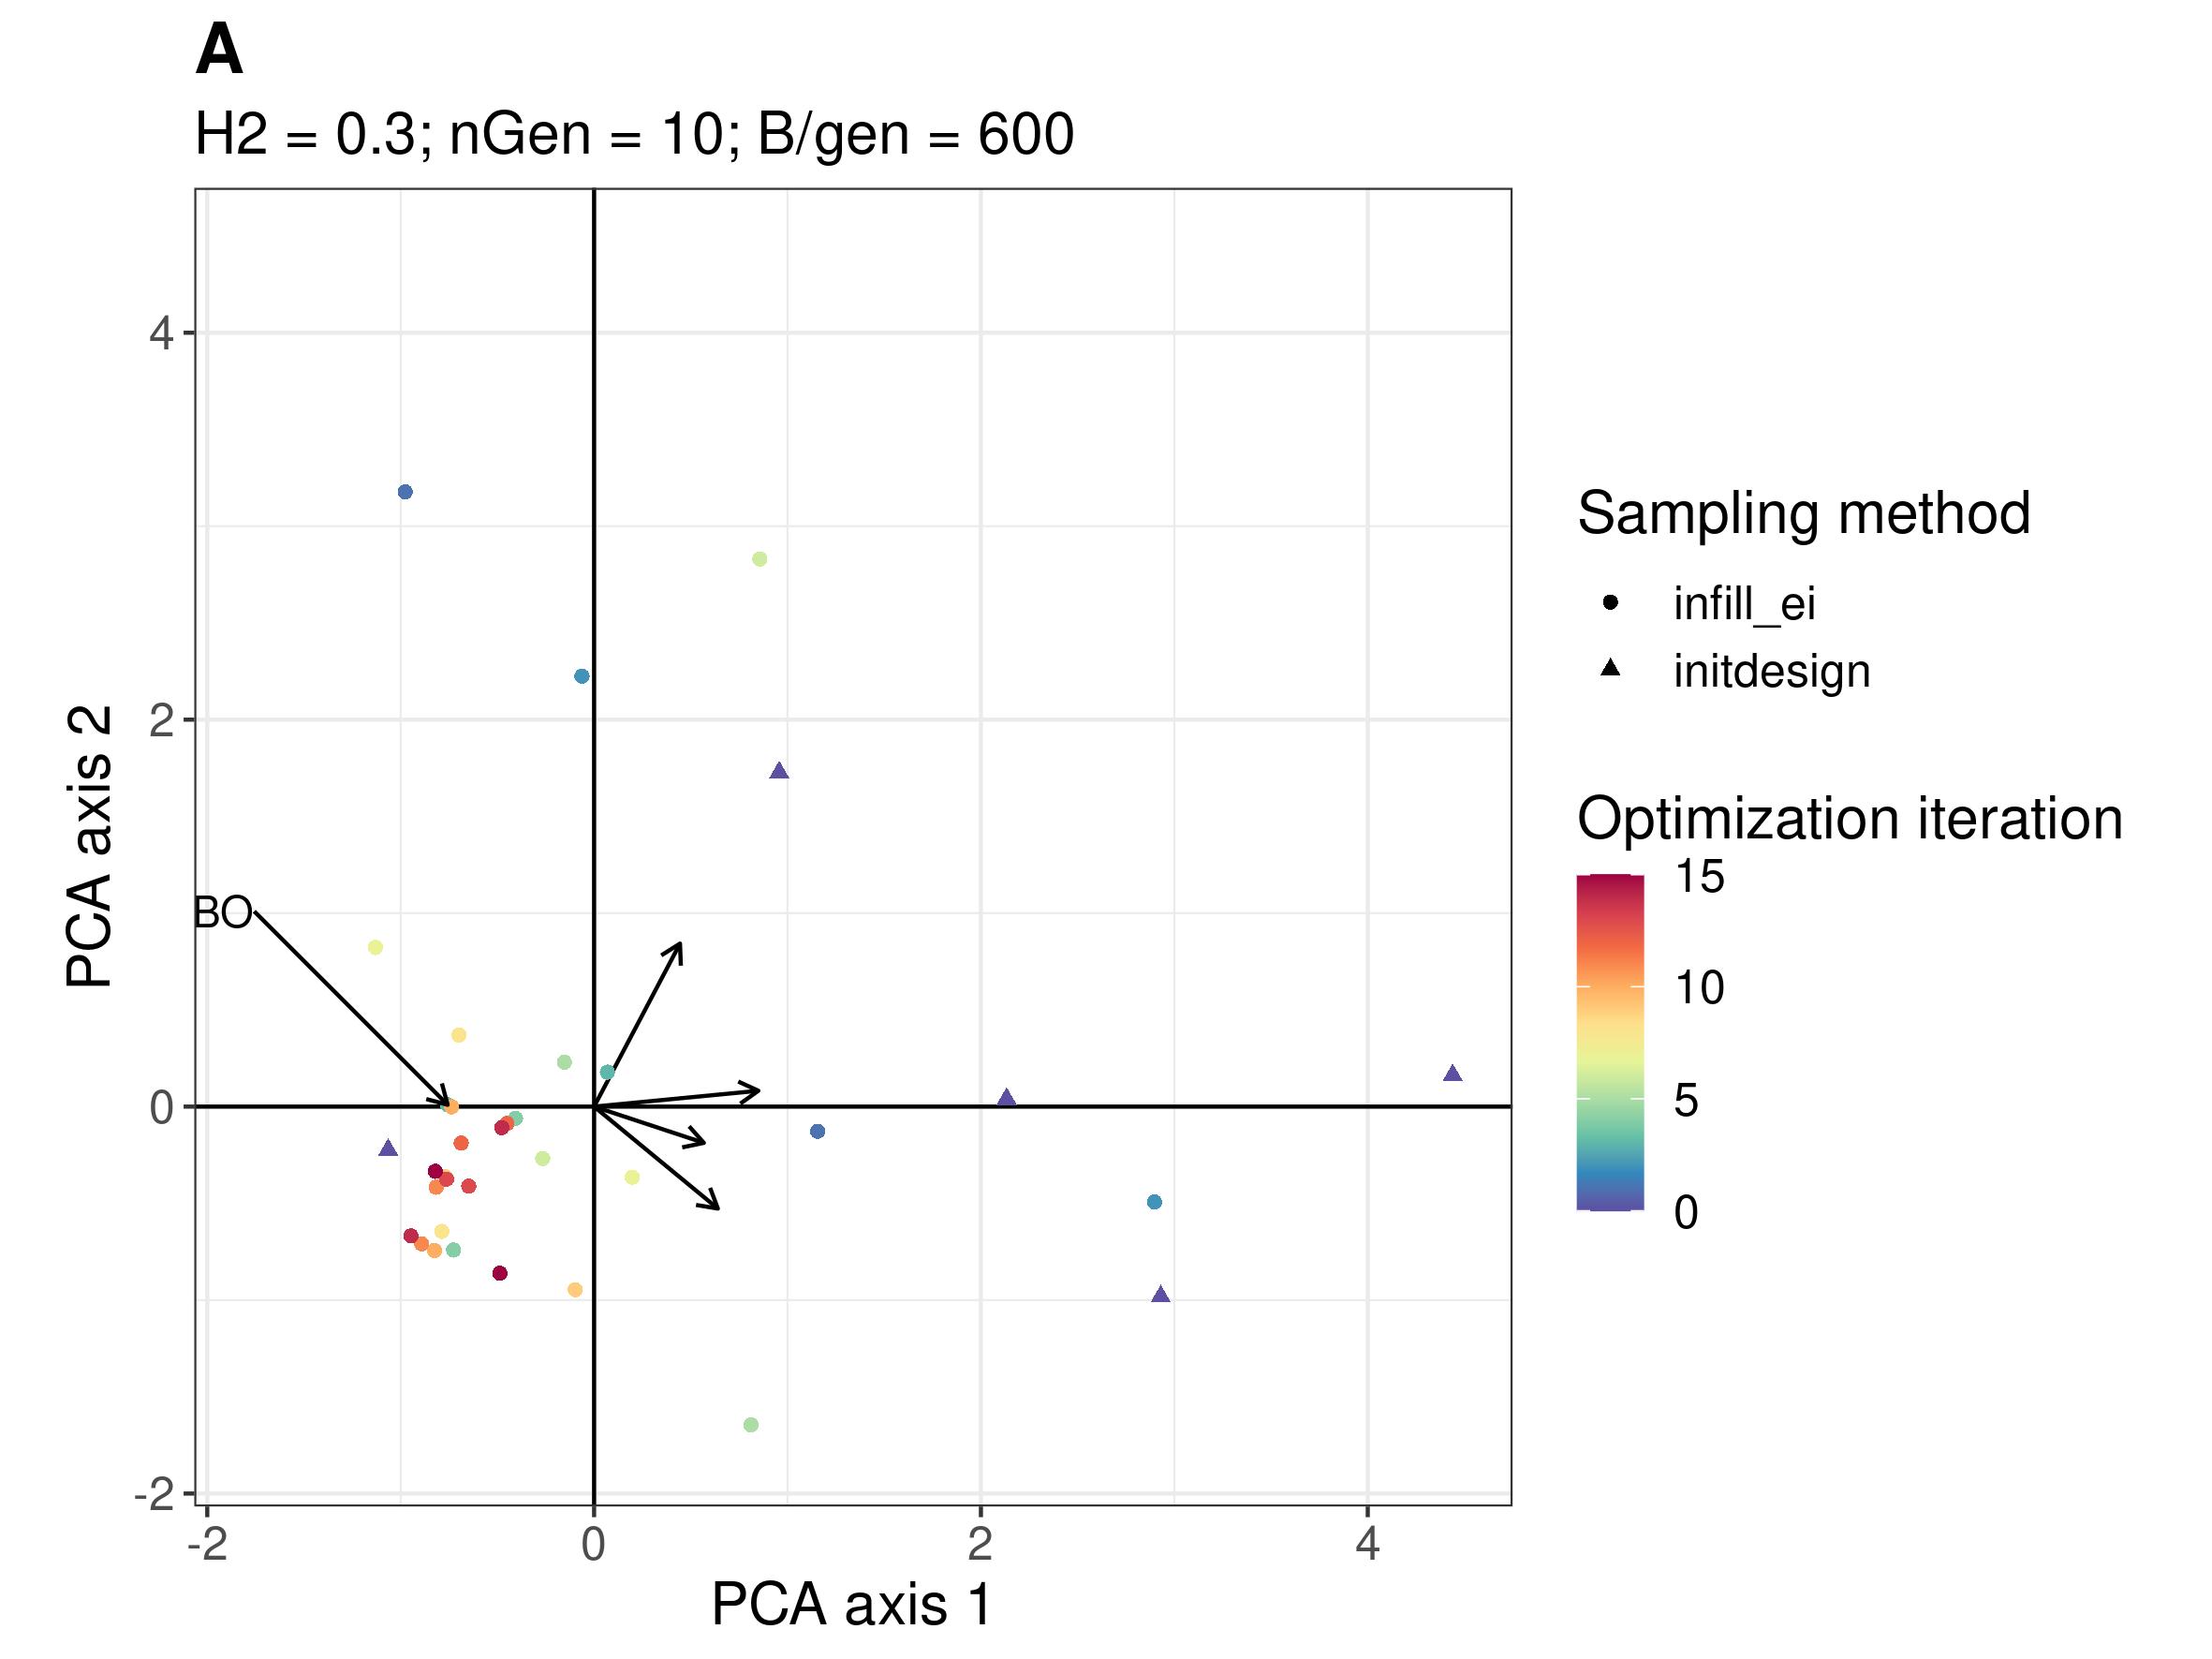 A
H2 = 0.3; nGen = 10; B/gen = 600
PCA axis 2
4
2
0
-2
BO
-2
0
2
4
PCA axis 1
Sampling method
infill_ei
initdesign
Optimization iteration
15
10
5
0